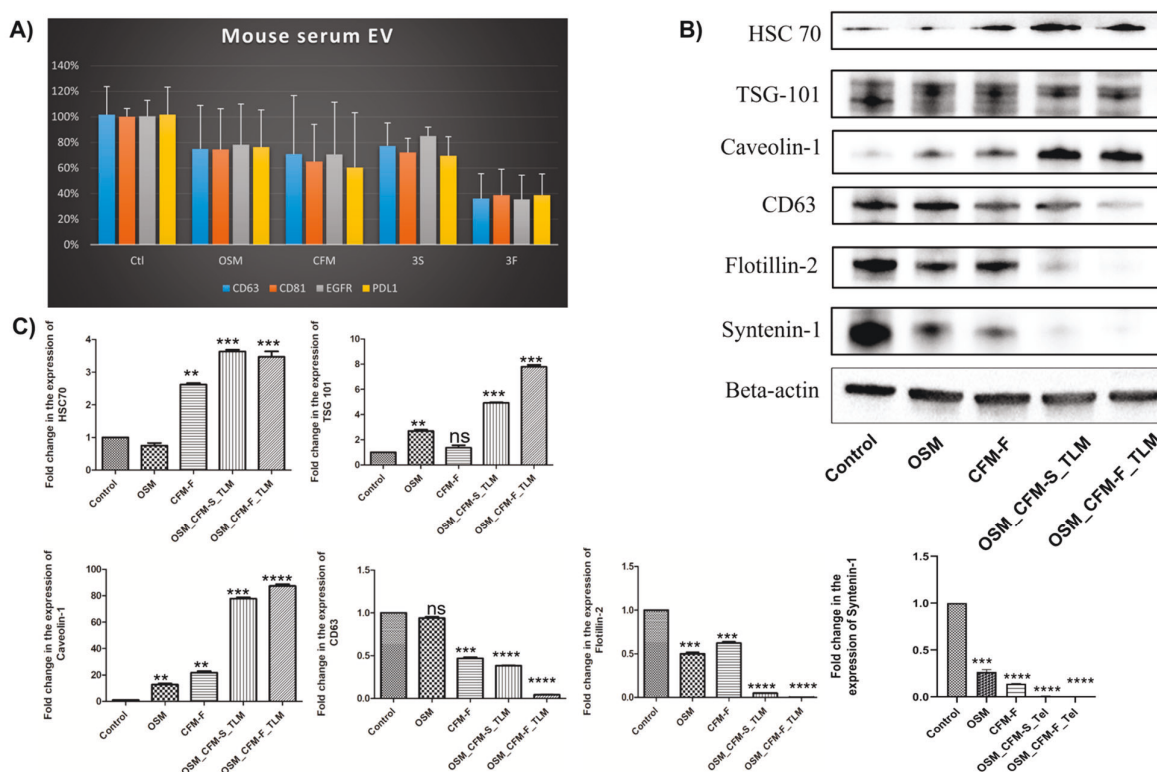 A)
Mouse serum EV
140%
120%
100%
80%
60%
40%
20%
0%
Ctl OSM CFM 3S 3F
CD63 CD81 EGFR PDL1
B)
HSC 70
TSG-101
Caveolin-1
CD63
Flotillin-2
Syntenin-1
Beta-actin
Control OSM CFM-F OSM_CFM-S_TLM OSM_CFM-F_TLM
C)
Fold change in the expression of
HSC70
4
3
2
1
0
** *** ***
Control OSM CFM-F OSM_CFM-S_TLM OSM_CFM-F_TLM
Fold change in the expression of
TSG 101
10
8
6
4
2
0
** ns *** ***
Control OSM CFM-F OSM_CFM-S_TLM OSM_CFM-F_TLM
Fold change in the expression of
Caveolin-1
100
80
60
40
20
0
** ** *** ****
Control OSM CFM-F OSM_CFM-S_TLM OSM_CFM-F_TLM
Fold change in the expression of
CD63
1.5
1.0
0.5
0.0
ns *** **** ****
Control OSM CFM-F OSM_CFM-S_TLM OSM_CFM-F_TLM
Fold change in the expression of
Flotillin-2
1.5
1.0
0.5
0.0
*** *** **** ****
Control OSM CFM-F OSM_CFM-S_TLM OSM_CFM-F_TLM
Fold change in the
expression of Syntenin-1
1.5
1.0
0.5
0.0
*** **** **** ****
Control OSM CFM-F OSM_CFM-S_Tel OSM_CFM-F_Tel